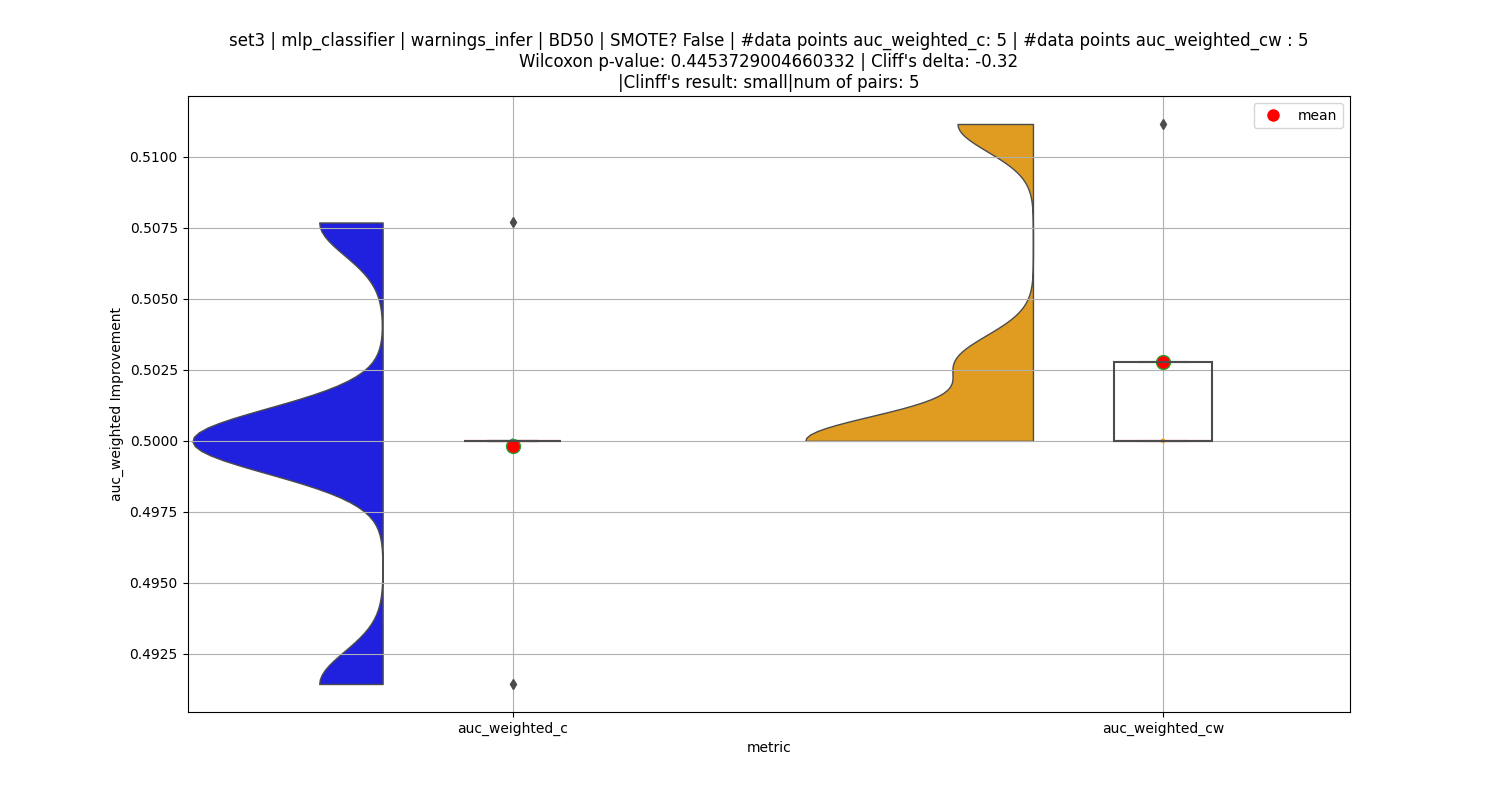 set3 | mlp_classifier | warnings_infer | BD50 | SMOTE? False | #data points auc_weighted_c: 5 | #data points auc_weighted_cw : 5
Wilcoxon p-value: 0.4453729004660332 | Cliff's delta: -0.32
|Clinff's result: small|num of pairs: 5
mean
0.5100
0.5075
0.5050
0.5025
0.5000
0.4975
0.4950
0.4925
auc_weighted Improvement
auc_weighted_c
auc_weighted_cw
metric